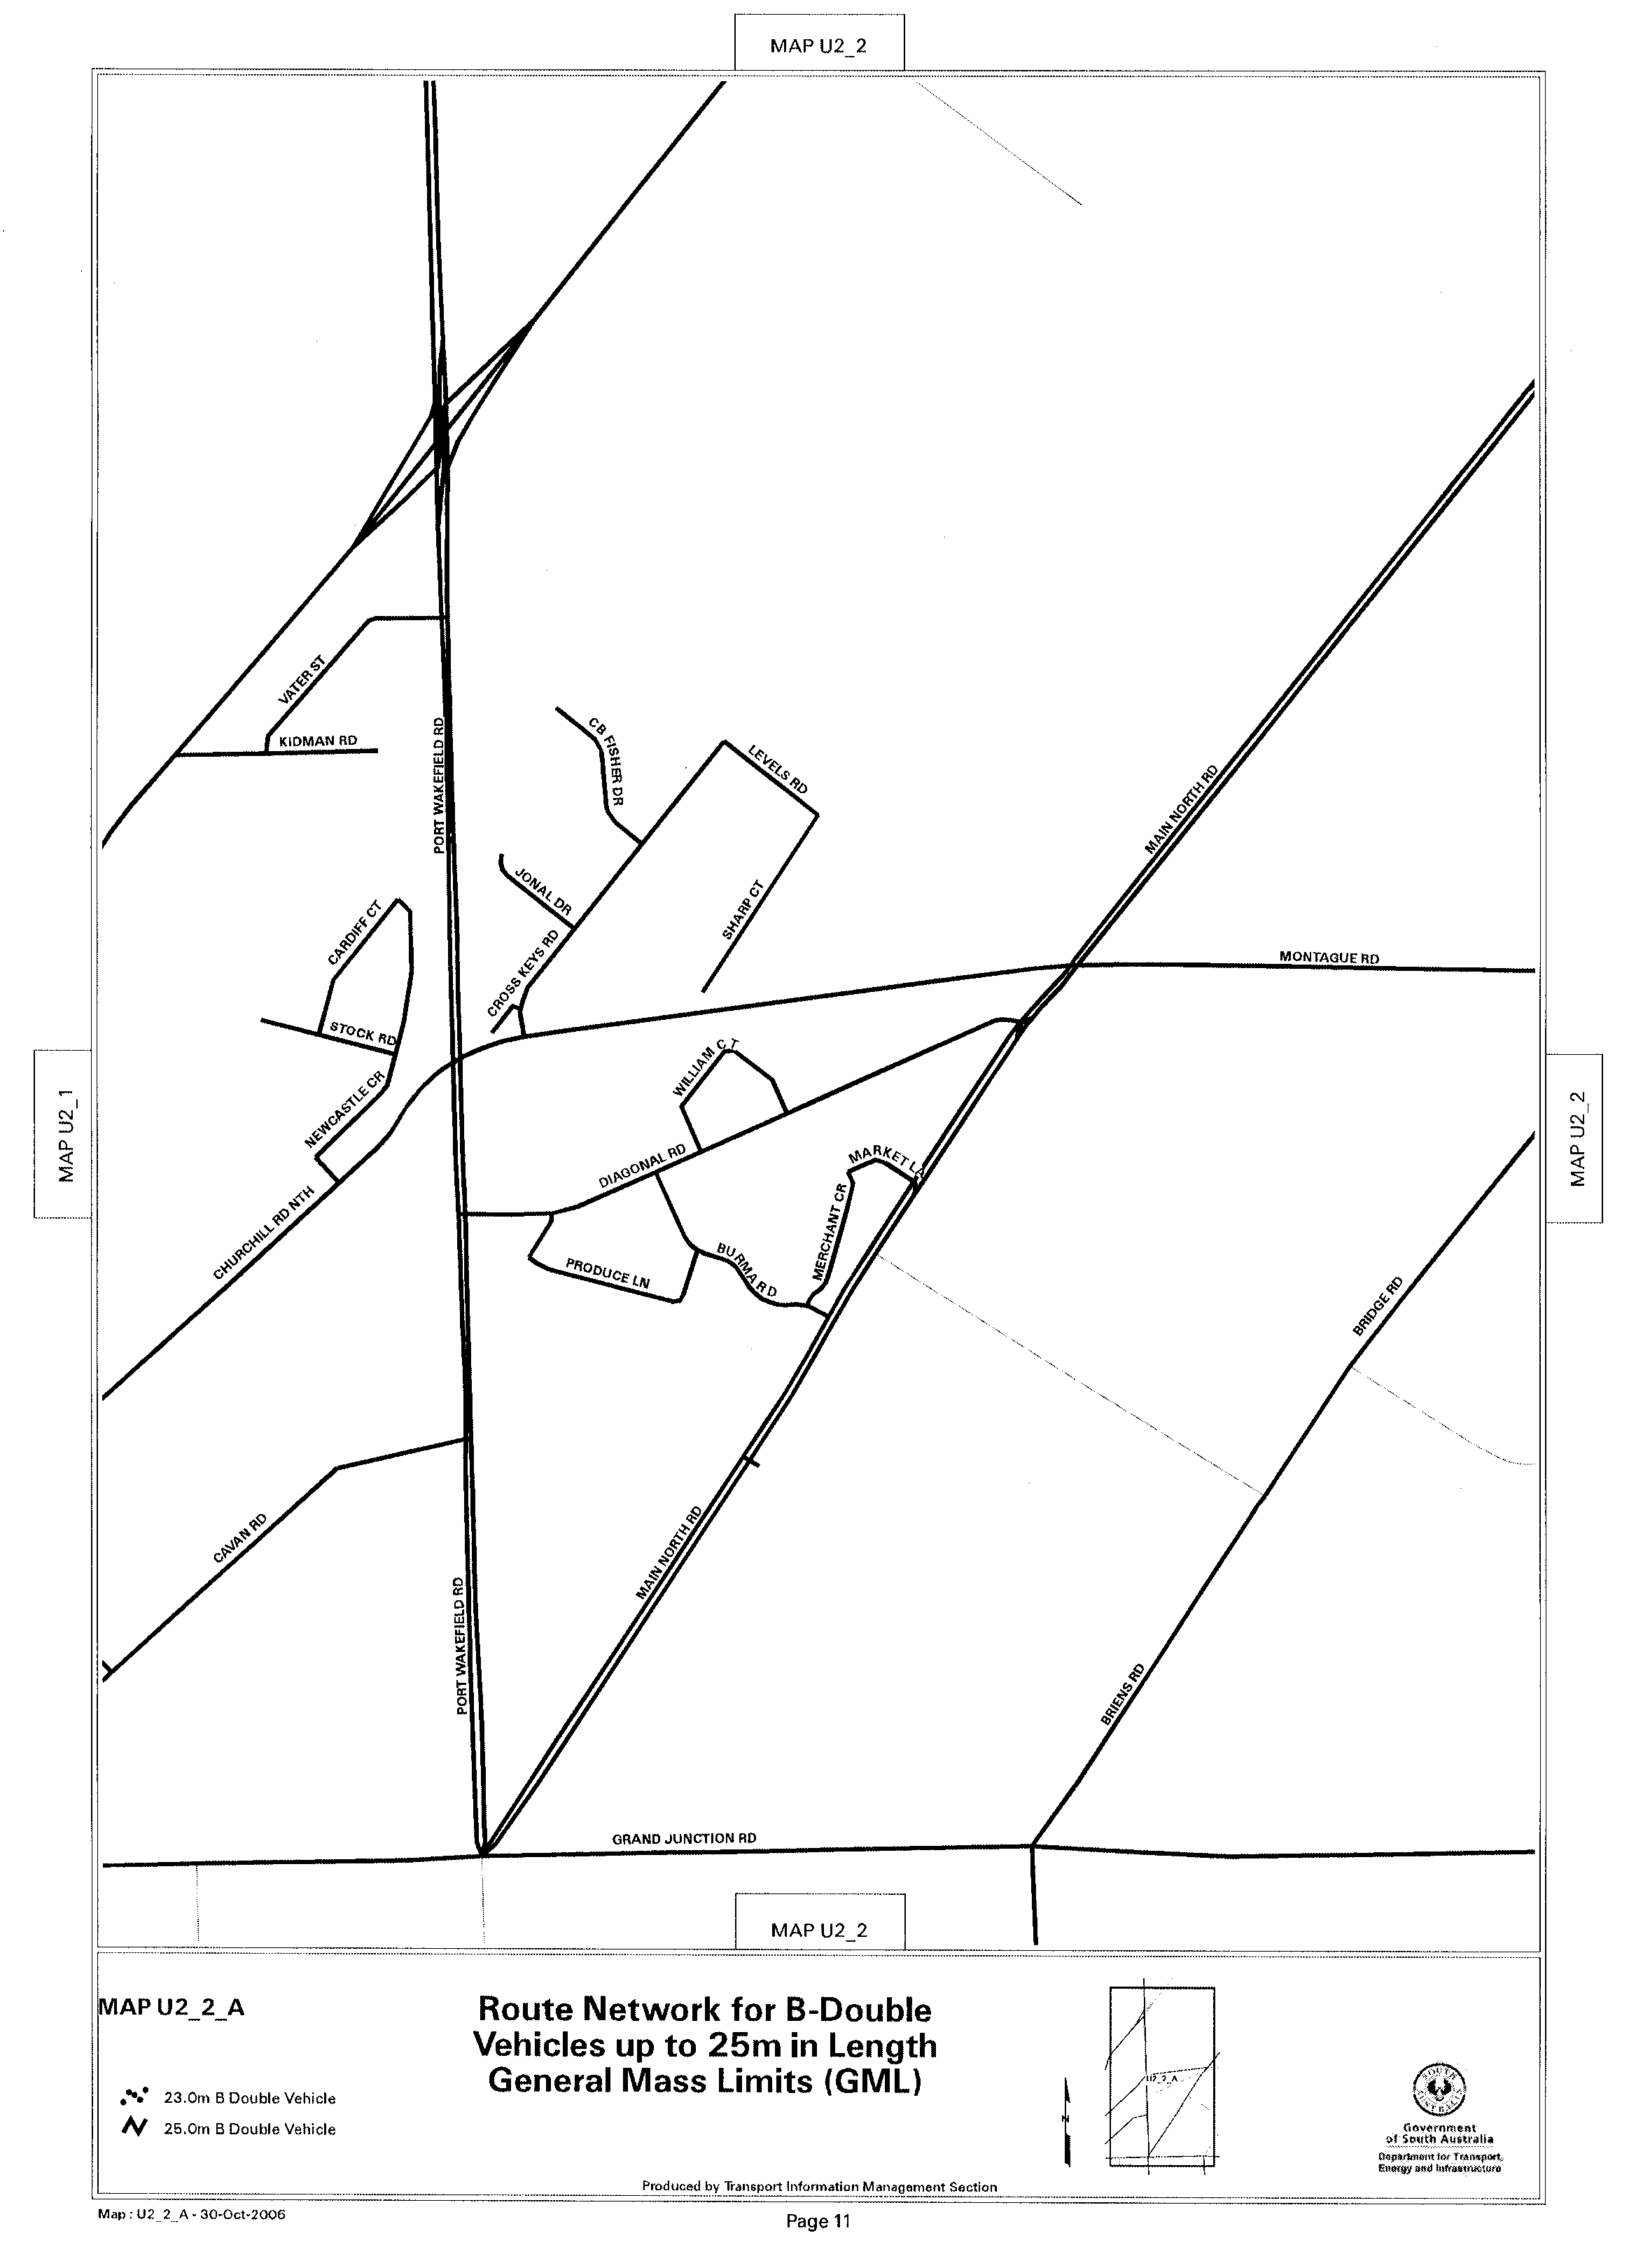 MAP U2_2
VATER ST
KIDMAN RD
PORT WAKEFIELD RD
CB FISHER DR
LEVELS RD
MAIN NORTH RD
JONAL DR
SHARP CT
CARDIFF CT
CROSS KEYS RD
MONTAGUE RD
STOCK RD
WILLIAM CT
NEWCASTLE CR
MAP U2_1
MAP U2_2
DIAGONAL RD
MARKET LA
CHURCHILL RD NTH
MERCHANT CR
PRODUCE LN
BURMA RD
BRIDGE RD
CAVAN RD
MAIN NORTH RD
PORT WAKEFIELD RD
BRIENS RD
GRAND JUNCTION RD
MAP U2_2
MAP U2_2_A
Route Network for B-Double
Vehicles up to 25m in Length
General Mass Limits (GML)
23.0m B Double Vehicle
25.0m B Double Vehicle
N
U2_2_A
SOUTH
AUSTRALIA
Government
of South Australia
Department for Transport,
Energy and Infrastructure
Produced by Transport Information Management Section
Map : U2_2_A - 30-Oct-2006
Page 11